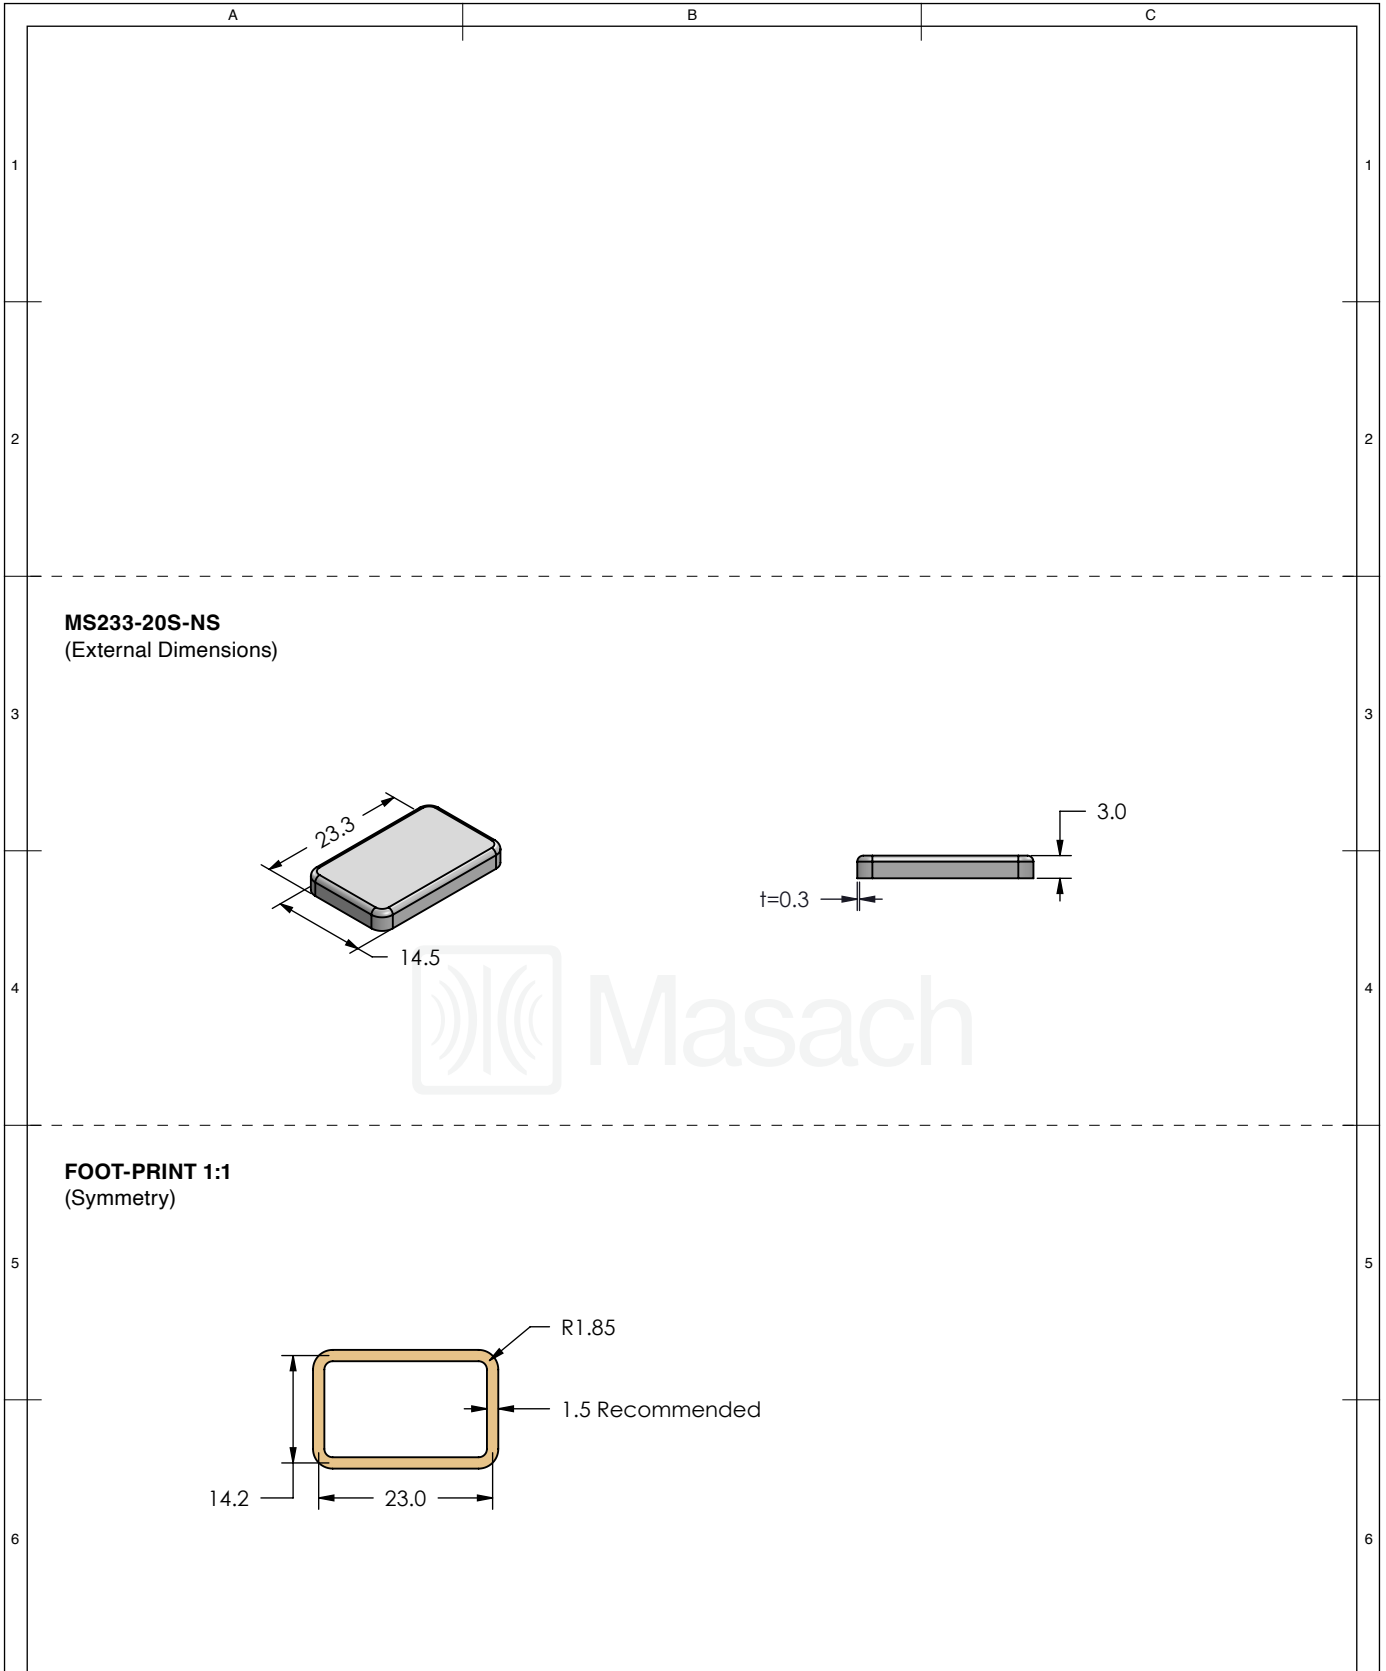 A B C
1 1
2 2
MS233-20S-NS
(External Dimensions)
3 3
23.3
3.0
t=0.3
14.5
4 4
Masach
FOOT-PRINT 1:1
(Symmetry)
5 5
R1.85
1.5 Recommended
14.2
23.0
6 6